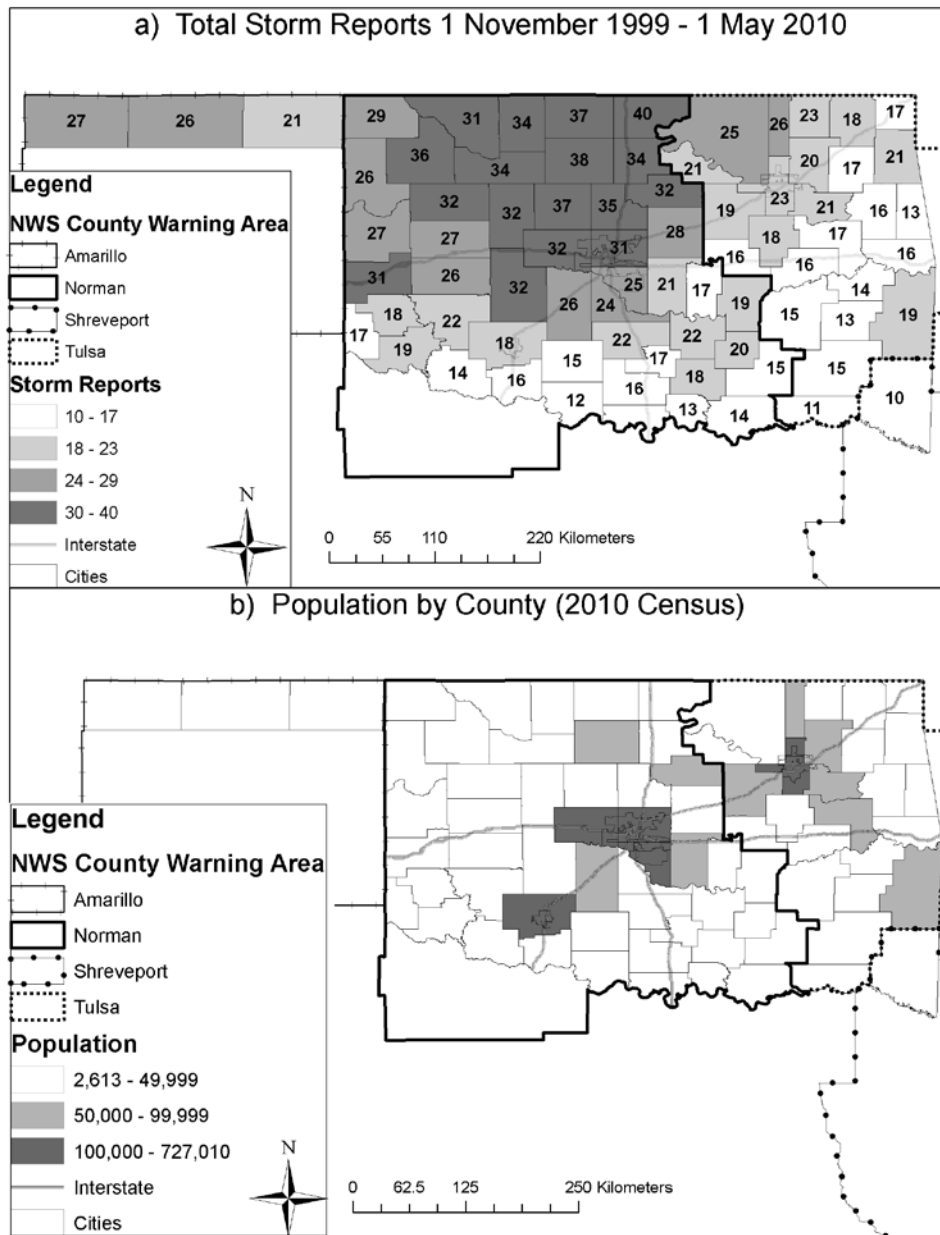 a) Total Storm Reports 1 November 1999 - 1 May 2010
27 26 21 29 31 34 37 40 25 26 23 18 17
36 34 38 34 21 20 17 21
26 32 32 37 35 32 19 23 21 16 13
27 27 32 31 28 18 17 16
31 26 32 26 24 25 21 17 16 16 14
18 22 19 15 13 19
17 19 18 15 22 17 22 20 15
14 16 12 16 18 15 10
13 14 11
Legend
NWS County Warning Area
Amarillo
Norman
Shreveport
Tulsa
Storm Reports
10 - 17
18 - 23
24 - 29
30 - 40
Interstate
Cities
N
0 55 110 220 Kilometers
b) Population by County (2010 Census)
Legend
NWS County Warning Area
Amarillo
Norman
Shreveport
Tulsa
Population
2,613 - 49,999
50,000 - 99,999
100,000 - 727,010
Interstate
Cities
N
0 62.5 125 250 Kilometers